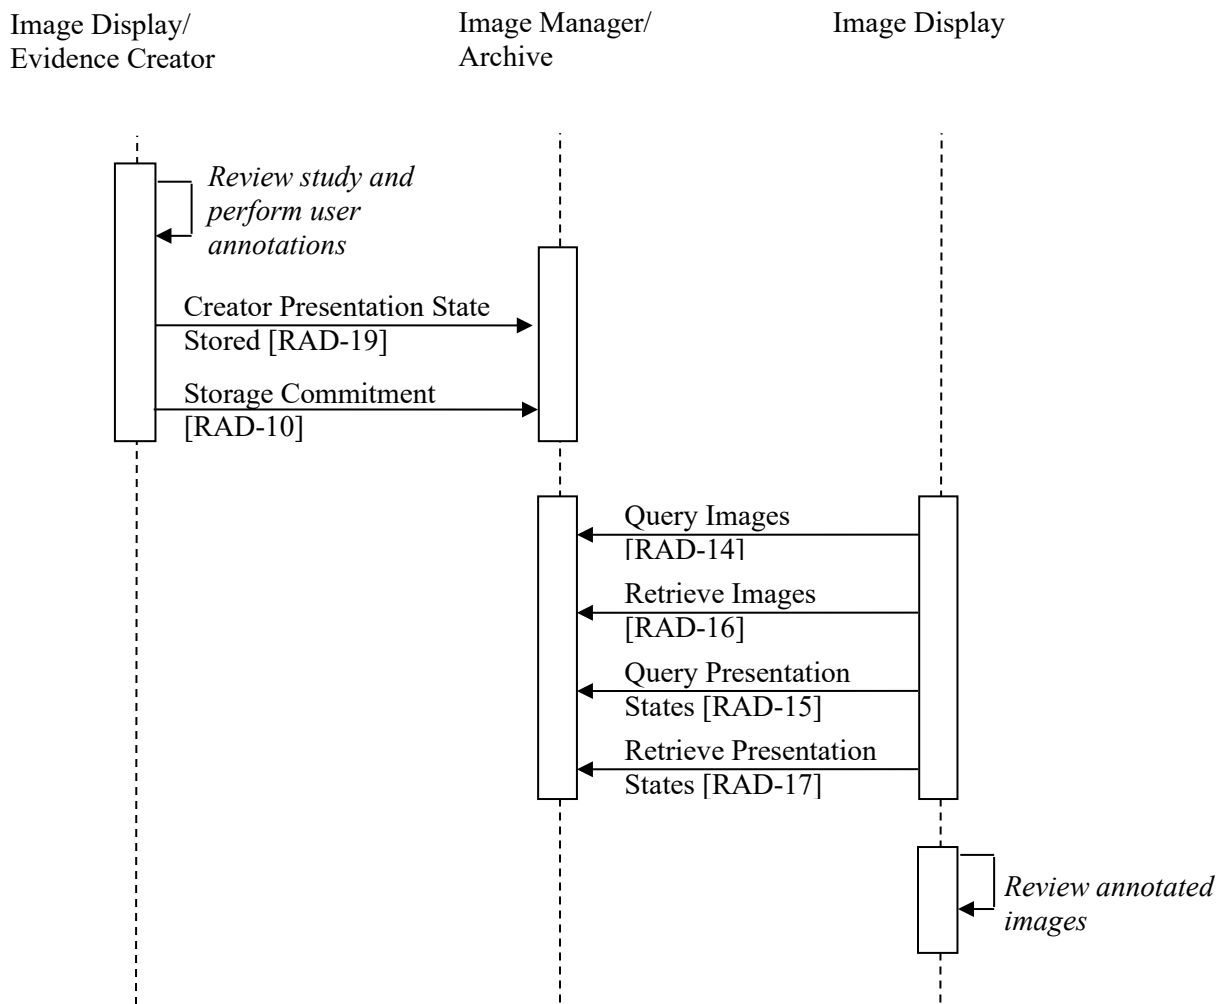 Image Display/
Evidence Creator
Image Manager/
Archive
Image Display
Review study and
perform user
annotations
Creator Presentation State
Stored [RAD-19]
Storage Commitment
[RAD-10]
Query Images
[RAD-14]
Retrieve Images
[RAD-16]
Query Presentation
States [RAD-15]
Retrieve Presentation
States [RAD-17]
Review annotated
images